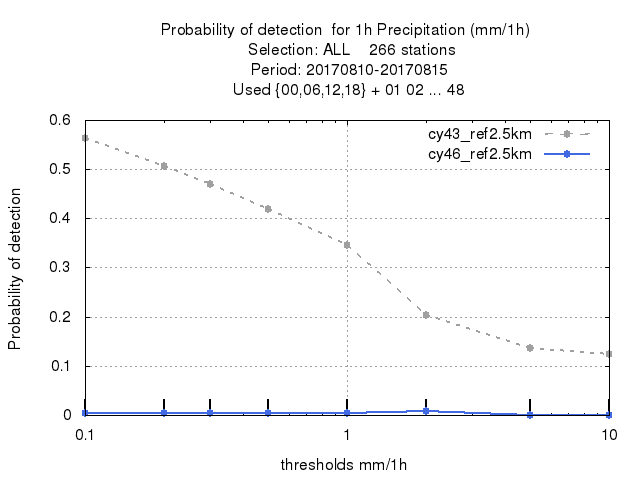 Probability of detection  for 1h Precipitation (mm/1h)
Selection: ALL    266 stations
Period: 20170810-20170815
Used {00,06,12,18} + 01 02 ... 48
cy43_ref2.5km
cy46_ref2.5km
Probability of detection
0.6
0.5
0.4
0.3
0.2
0.1
0
0.1
1
10
thresholds mm/1h